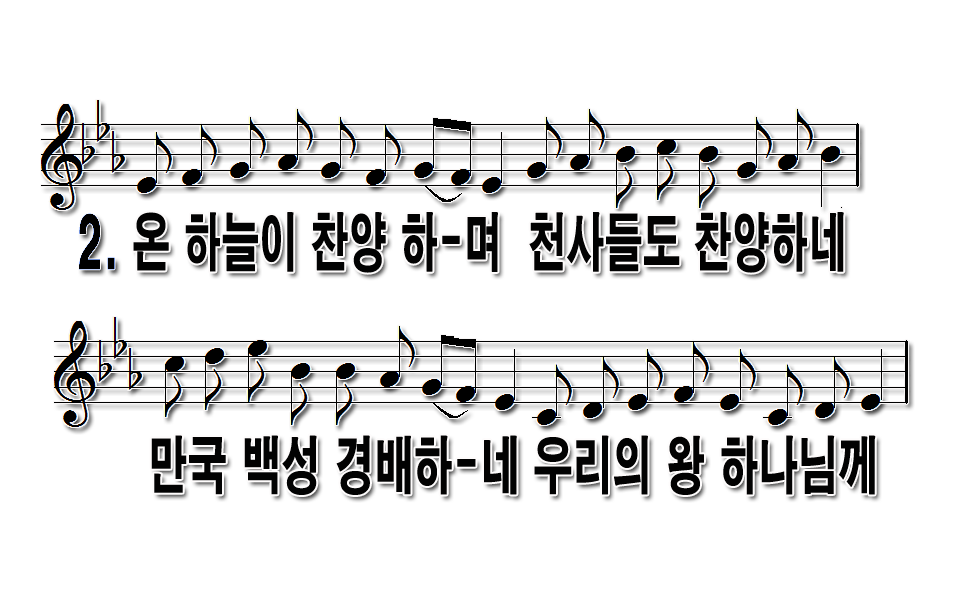 2. 온 하늘이 찬양 하-며 천사들도 찬양하네
만국 백성 경배하-네 우리의 왕 하나님께